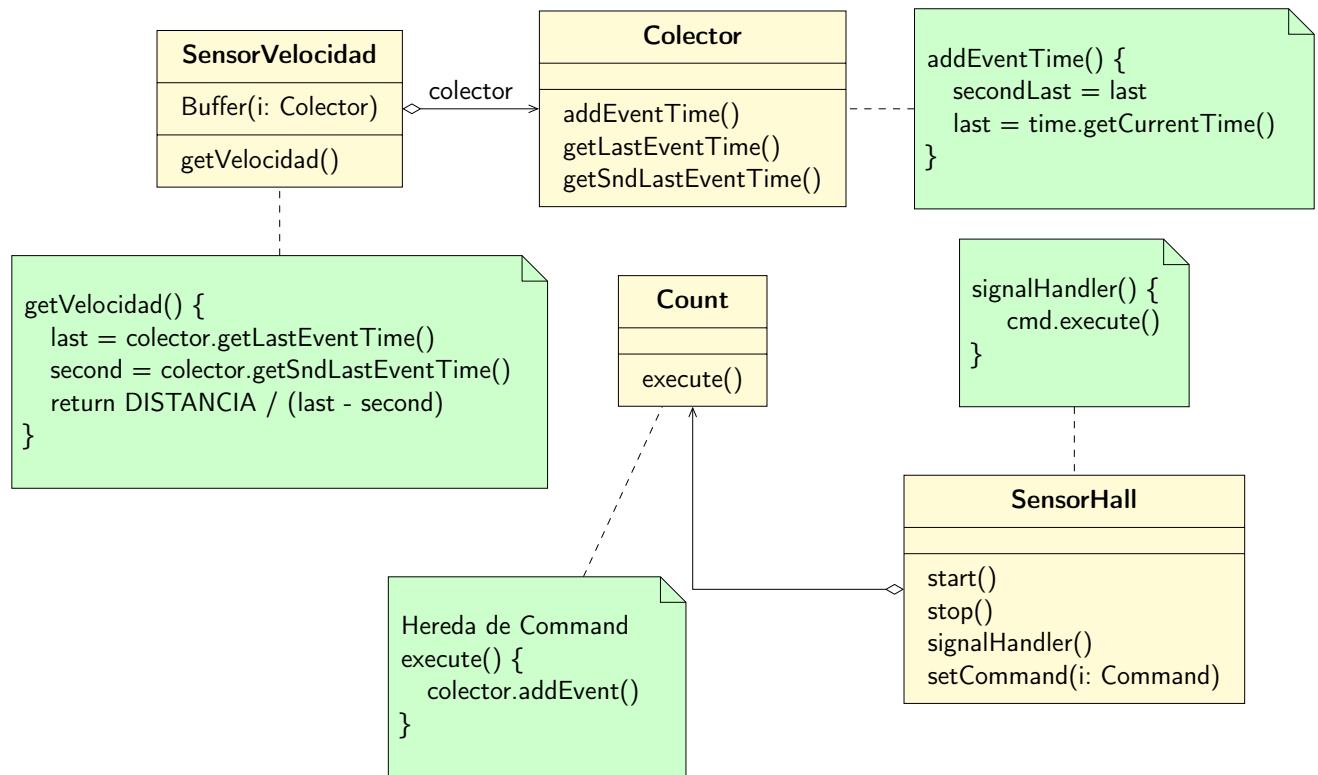 SensorVelocidad
Buffer(i: Colector)
getVelocidad()
colector
Colector
addEventTime()
getLastEventTime()
getSndLastEventTime()
addEventTime() {
secondLast = last
last = time.getCurrentTime()
}
getVelocidad() {
last = colector.getLastEventTime()
second = colector.getSndLastEventTime()
return DISTANCIA / (last - second)
}
Count
execute()
signalHandler() {
cmd.execute()
}
Hereda de Command
execute() {
colector.addEvent()
}
SensorHall
start()
stop()
signalHandler()
setCommand(i: Command)